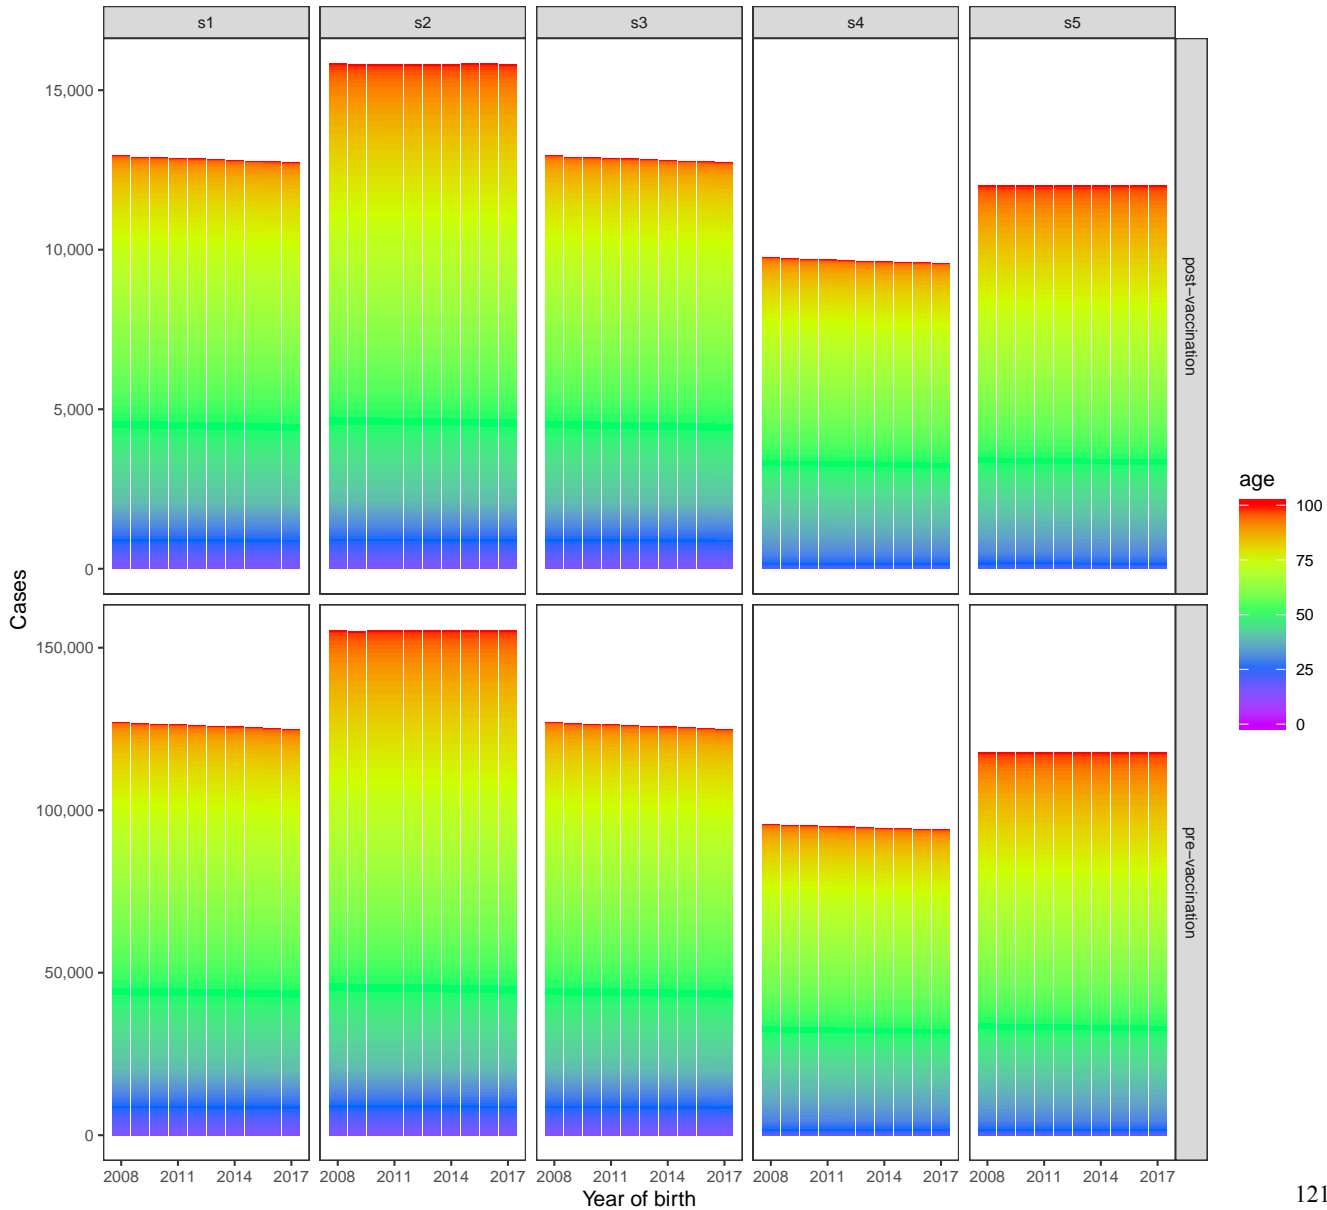 s1 s2 s3 s4 s5
15,000
10,000
5,000
0
post−vaccination
150,000
100,000
50,000
0
pre−vaccination
Cases
2008 2011 2014 2017 2008 2011 2014 2017 2008 2011 2014 2017 2008 2011 2014 2017 2008 2011 2014 2017
Year of birth
age
100
75
50
25
0
121